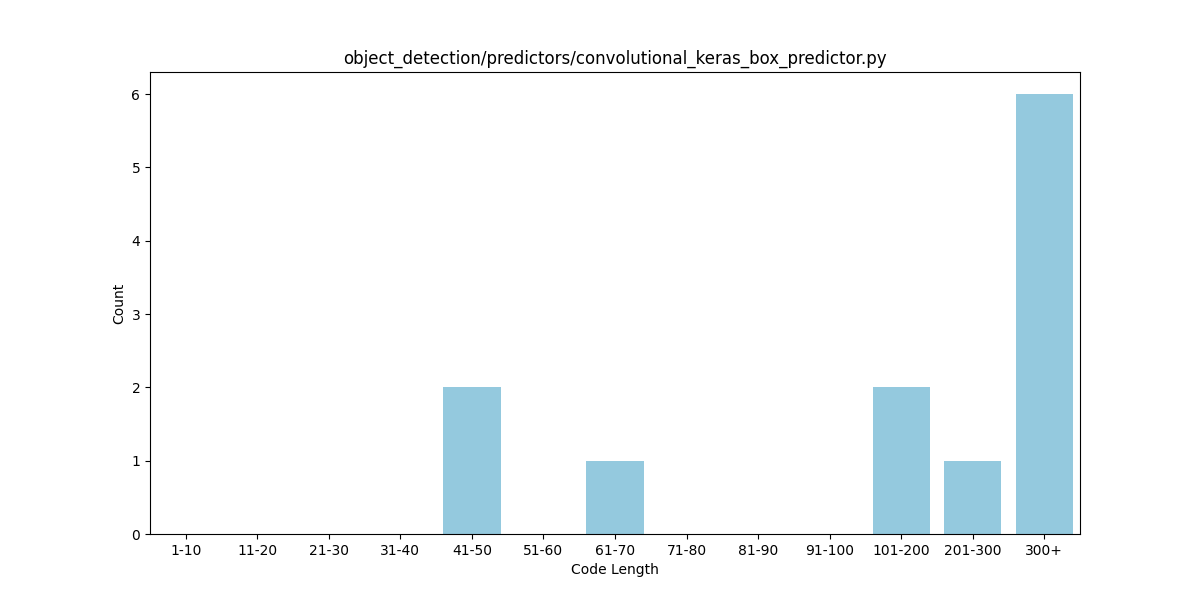 object_detection/predictors/convolutional_keras_box_predictor.py
Count
6
5
4
3
2
1
0
1-10 11-20 21-30 31-40 41-50 51-60 61-70 71-80 81-90 91-100 101-200 201-300 300+
Code Length